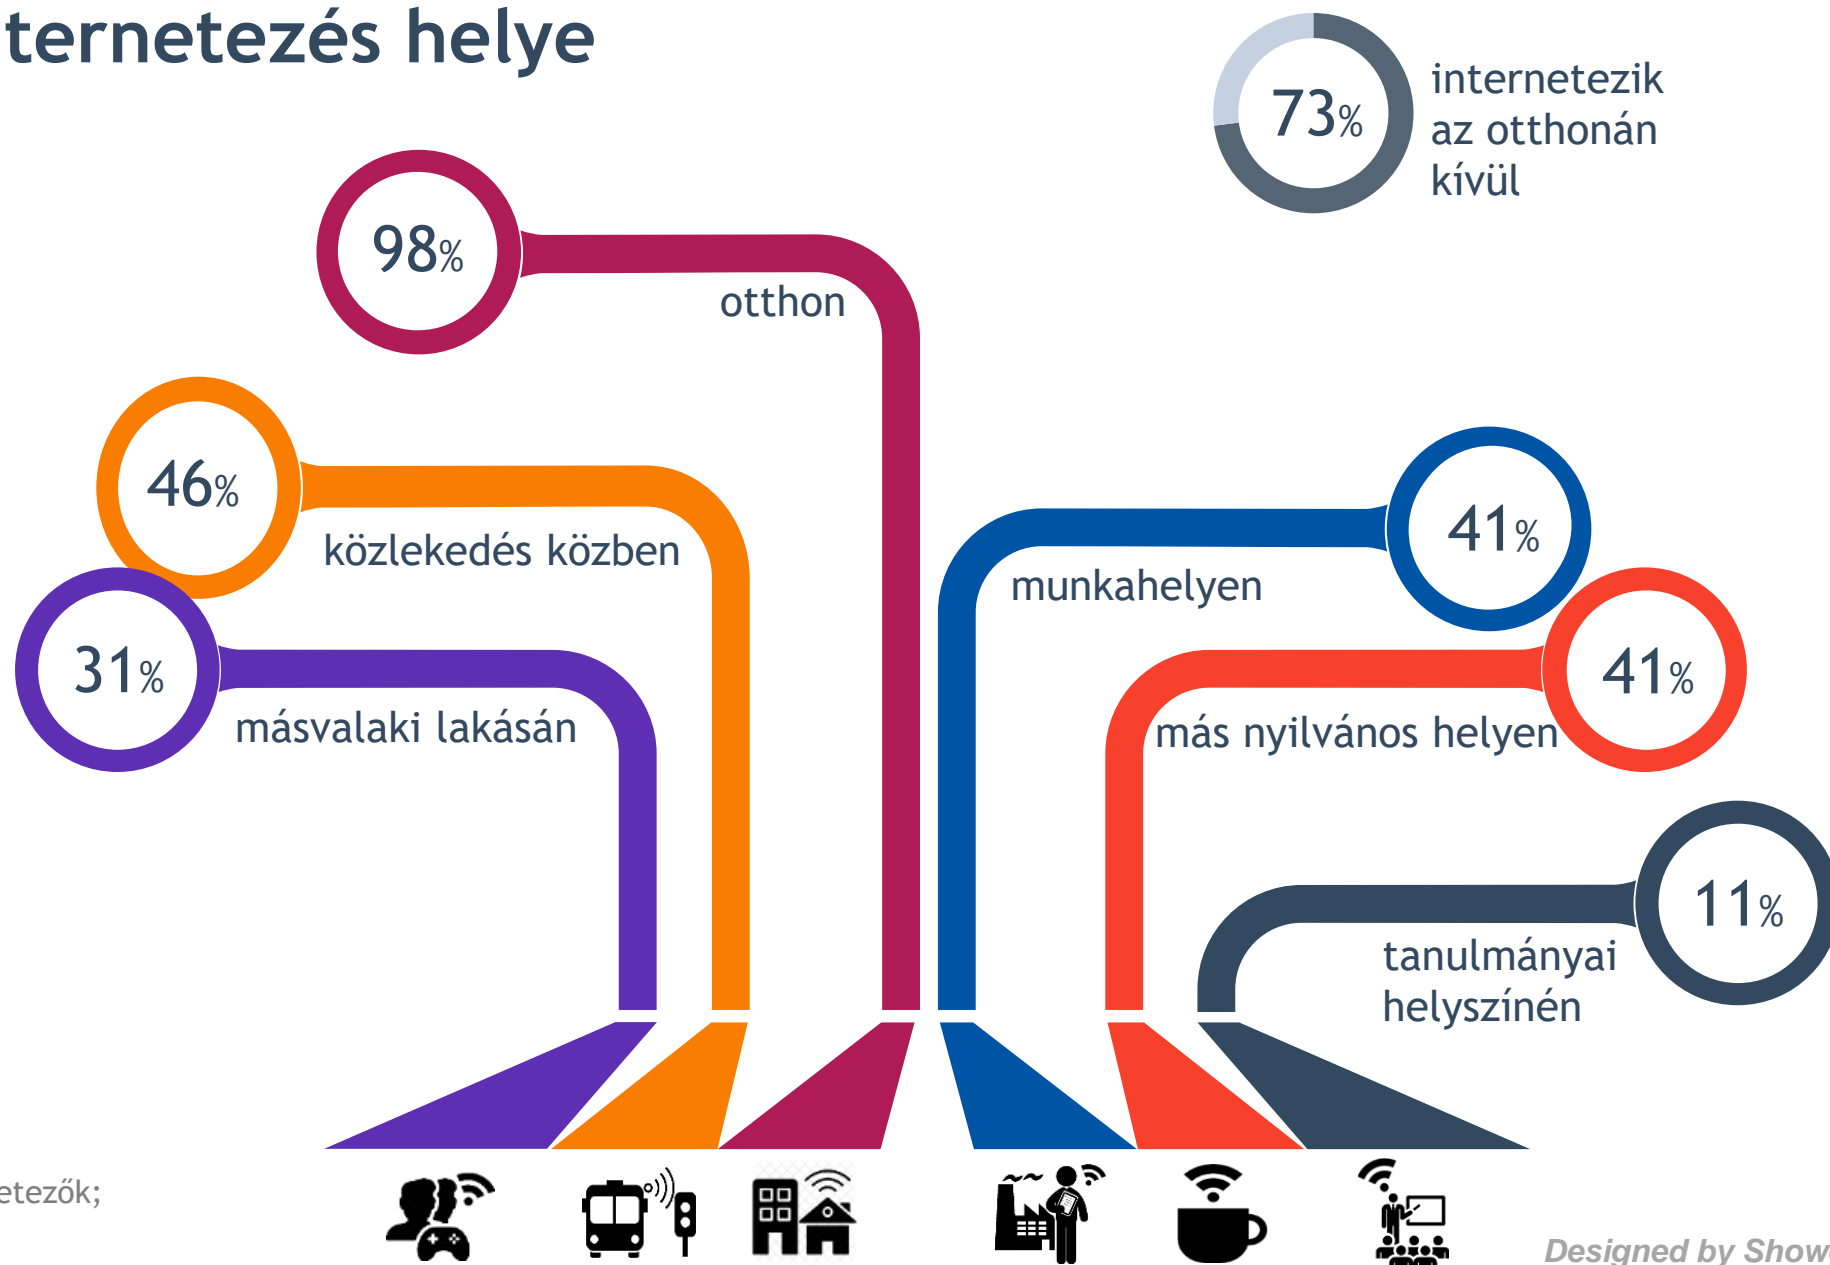 ternetezés helye
73%
internetezik
az otthonán
kívül
98%
otthon
46%
közlekedés közben
41%
munkahelyen
31%
másvalaki lakásán
41%
más nyilvános helyen
11%
tanulmányai
helyszínén
etezők;
Designed by Show